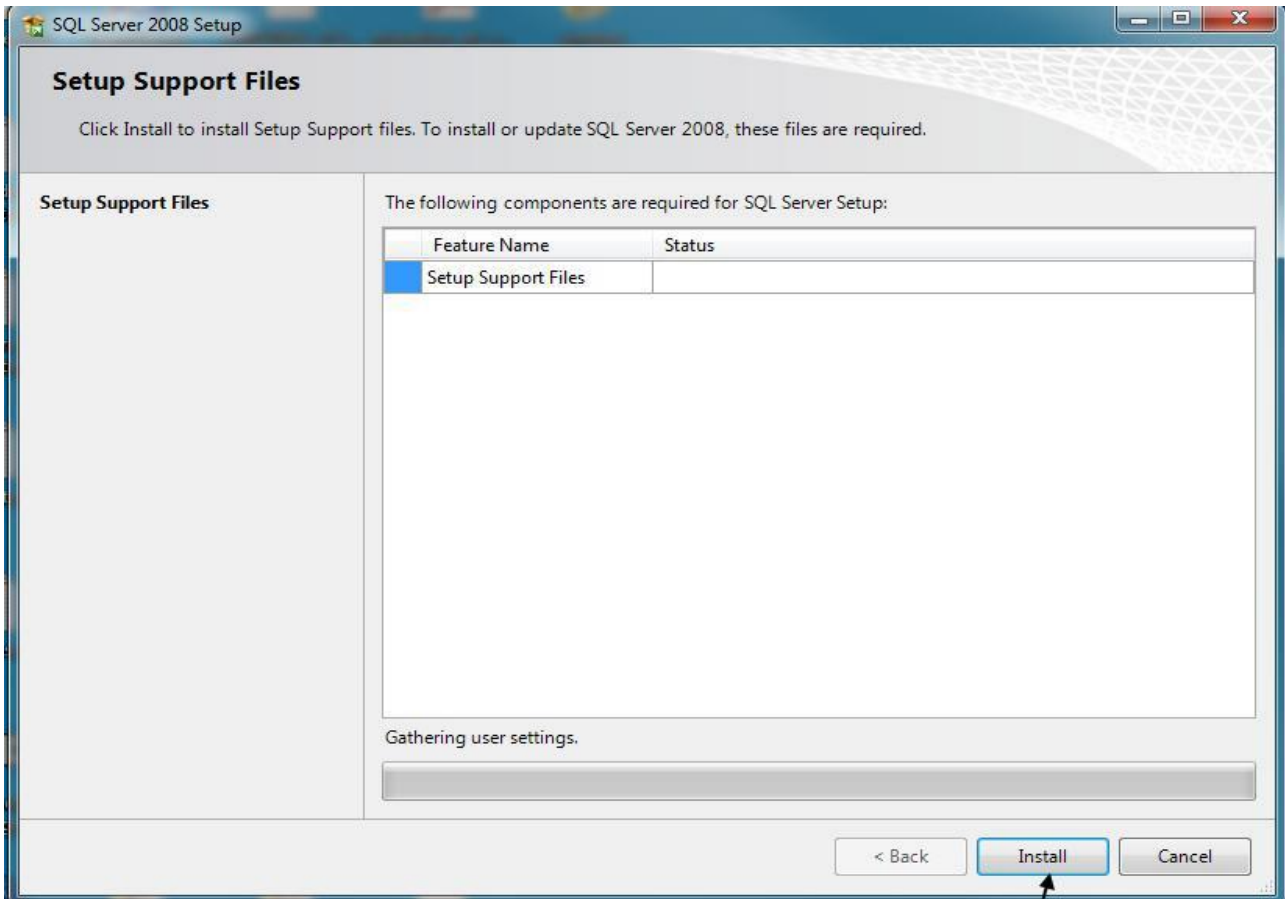 SQL Server 2008 Setup
Setup Support Files
Click Install to install Setup Support files. To install or update SQL Server 2008, these files are required.
Setup Support Files
The following components are required for SQL Server Setup:
Feature Name Status
Setup Support Files
Gathering user settings.
< Back Install Cancel